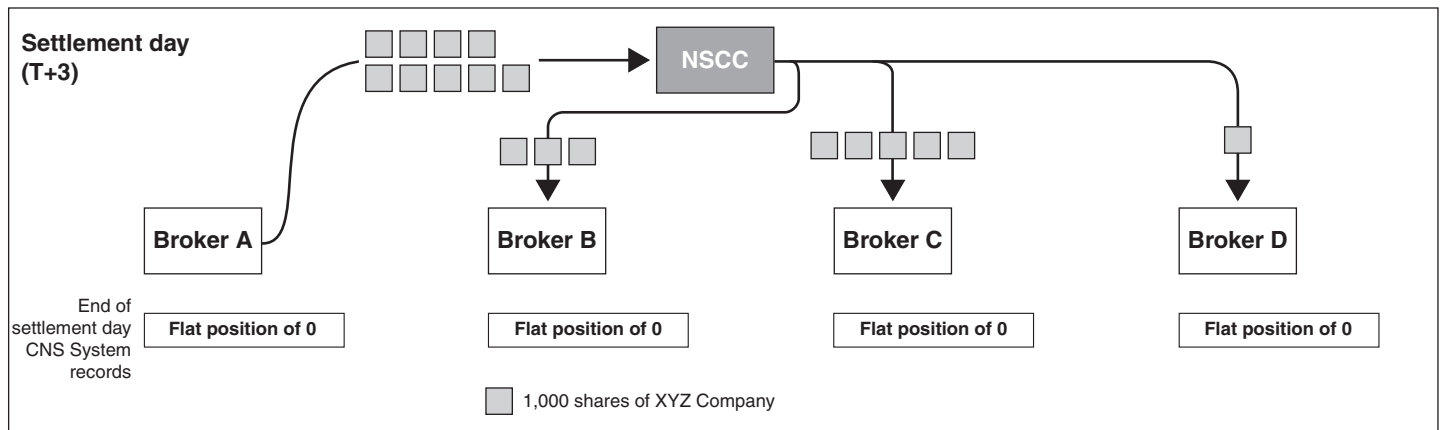 Settlement day
(T+3)
NSCC
Broker A
Broker B
Broker C
Broker D
End of
settlement day
CNS System
records
Flat position of 0
Flat position of 0
Flat position of 0
Flat position of 0
1,000 shares of XYZ Company